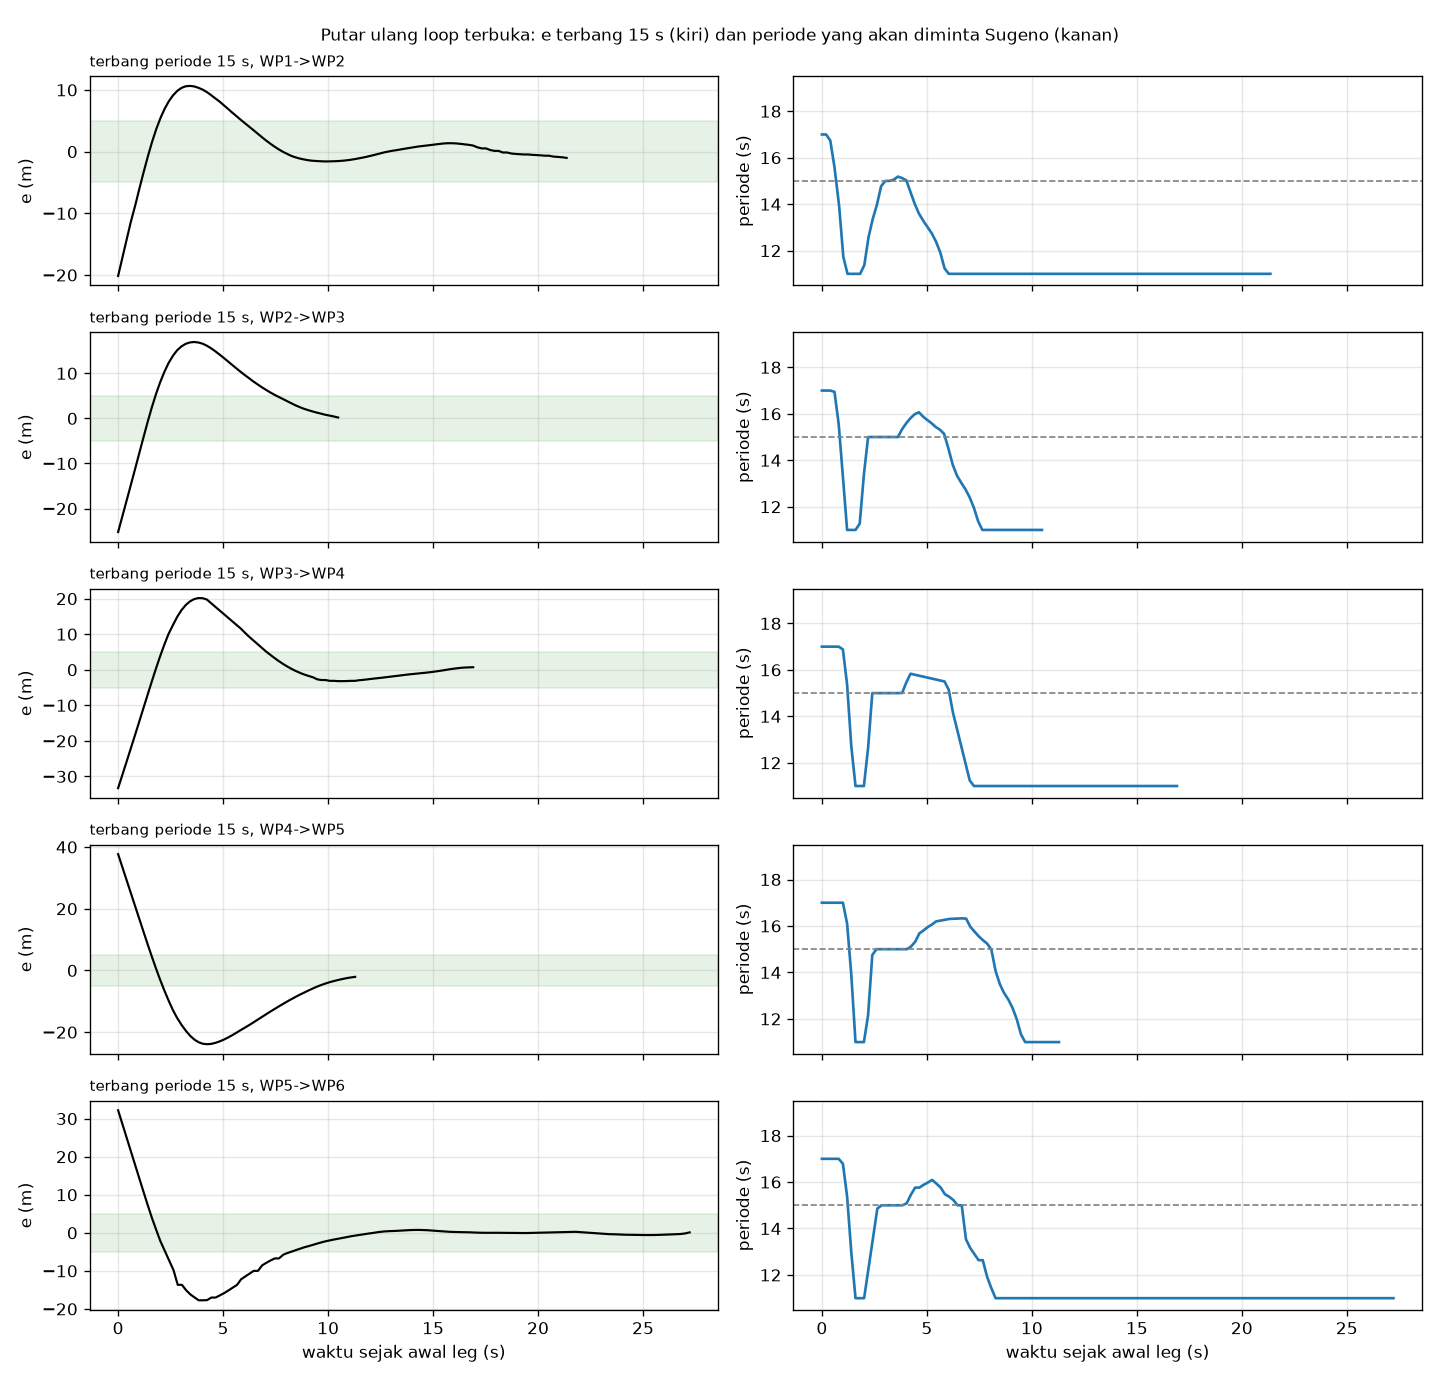 Putar ulang loop terbuka: e terbang 15 s (kiri) dan periode yang akan diminta Sugeno (kanan)
terbang periode 15 s, WP1->WP2
e (m)
10
0
−10
−20
periode (s)
18
16
14
12
terbang periode 15 s, WP2->WP3
e (m)
10
0
−10
−20
periode (s)
18
16
14
12
terbang periode 15 s, WP3->WP4
e (m)
20
10
0
−10
−20
−30
periode (s)
18
16
14
12
terbang periode 15 s, WP4->WP5
e (m)
40
20
0
−20
periode (s)
18
16
14
12
terbang periode 15 s, WP5->WP6
e (m)
30
20
10
0
−10
−20
periode (s)
18
16
14
12
0 5 10 15 20 25
waktu sejak awal leg (s)
0 5 10 15 20 25
waktu sejak awal leg (s)